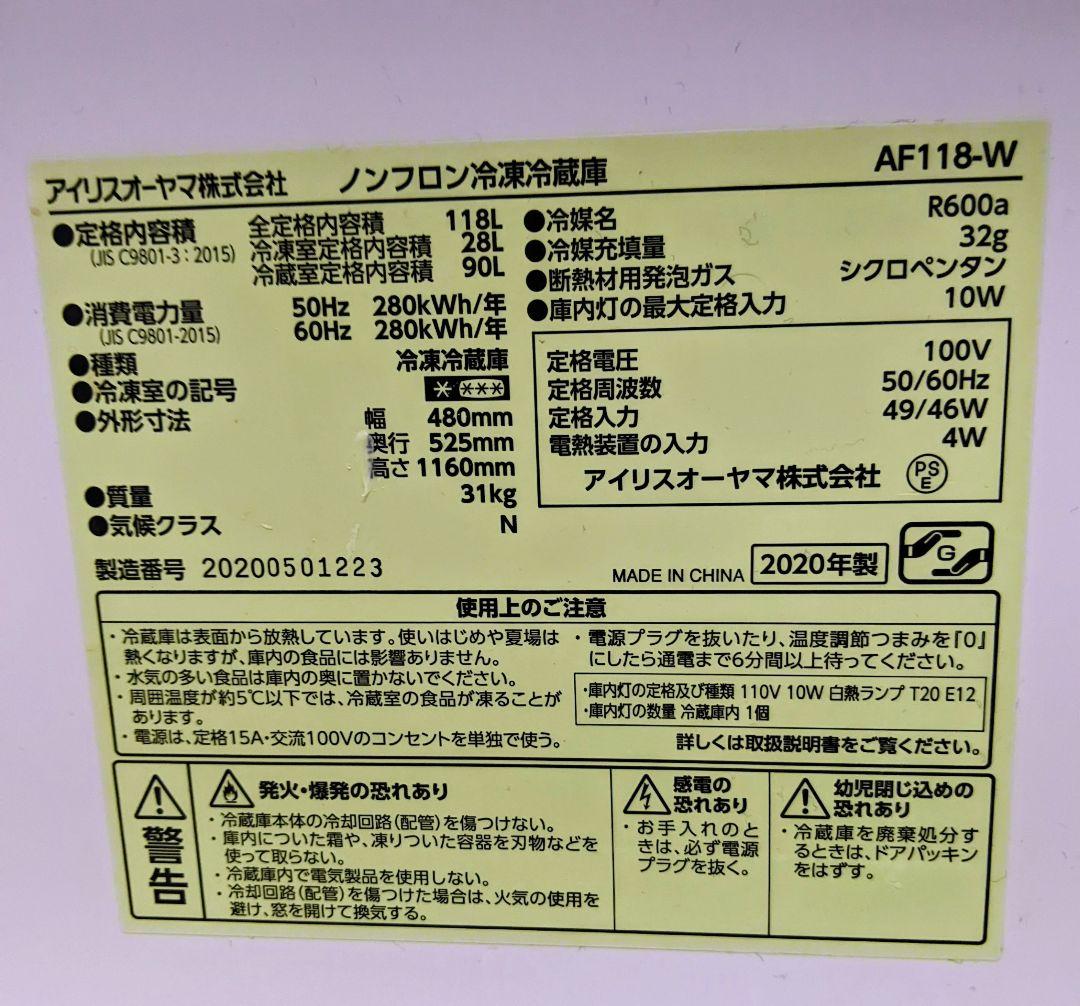 アイリスオーヤマ株式会社 ノンフロン冷凍冷蔵庫 AF118-W
●定格内容積 全定格内容積 118L
(JIS C9801-3：2015) 冷凍室定格内容積 28L
冷蔵室定格内容積 90L
●消費電力量 50Hz 280kWh/年
(JIS C9801-2015) 60Hz 280kWh/年
●種類 冷凍冷蔵庫
●冷凍室の記号 * ***
●外形寸法 幅 480mm
奥行 525mm
高さ 1160mm
●質量 31kg
●気候クラス N
●冷媒名 R600a
●冷媒充填量 32g
●断熱材用発泡ガス シクロペンタン
●庫内灯の最大定格入力 10W
定格電圧 100V
定格周波数 50/60Hz
定格入力 49/46W
電熱装置の入力 4W
アイリスオーヤマ株式会社 PSE
製造番号 20200501223
MADE IN CHINA 2020年製 G
使用上のご注意
・冷蔵庫は表面から放熱しています。使いはじめや夏場は
熱くなりますが、庫内の食品には影響ありません。
・水気の多い食品は庫内の奥に置かないでください。
・周囲温度が約5℃以下では、冷蔵室の食品が凍ることが
あります。
・電源は、定格15A・交流100Vのコンセントを単独で使う。
・電源プラグを抜いたり、温度調節つまみを「0」
にしたら通電まで6分間以上待ってください。
・庫内灯の定格及び種類 110V 10W 白熱ランプ T20 E12
・庫内灯の数量 冷蔵庫内 1個
詳しくは取扱説明書をご覧ください。
警告
発火・爆発の恐れあり
・冷蔵庫本体の冷却回路(配管)を傷つけない。
・庫内についた霜や、凍りついた容器を刃物などを
使って取らない。
・冷蔵庫内で電気製品を使用しない。
・冷却回路(配管)を傷つけた場合は、火気の使用を
避け、窓を開けて換気する。
感電の
恐れあり
・お手入れのと
きは、必ず電源
プラグを抜く。
幼児閉じ込めの
恐れあり
・冷蔵庫を廃棄処分す
るときは、ドアパッキン
をはずす。